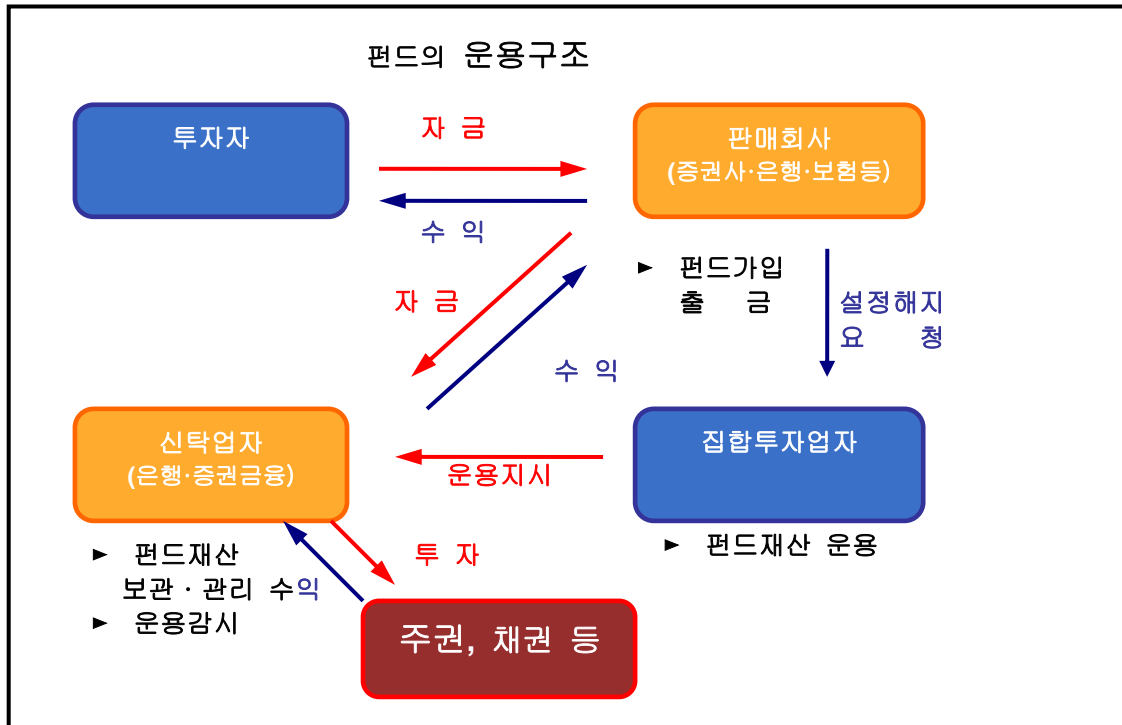 펀드의 운용구조
투자자
자 금
판매회사
(증권사·은행·보험등)
수 익
► 펀드가입
출 금
자 금
설정해지
요 청
수 익
신탁업자
(은행·증권금융)
집합투자업자
운용지시
► 펀드재산
보관 · 관리 수익
► 운용감시
투 자
► 펀드재산 운용
주권, 채권 등